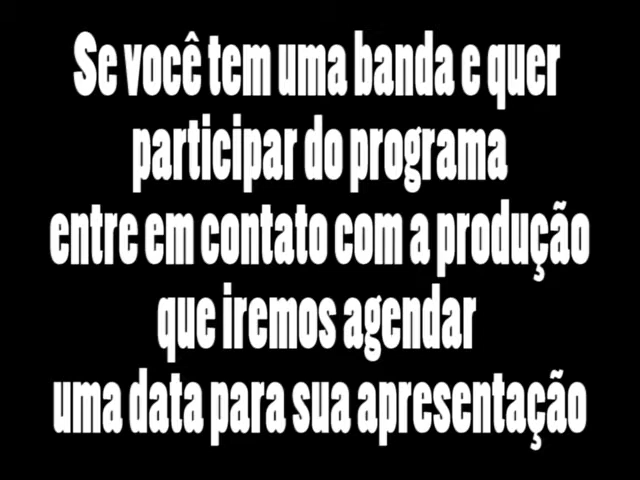 Se você tem uma banda e quer
participar do programa
entre em contato com a produção
que iremos agendar
uma data para sua apresentação